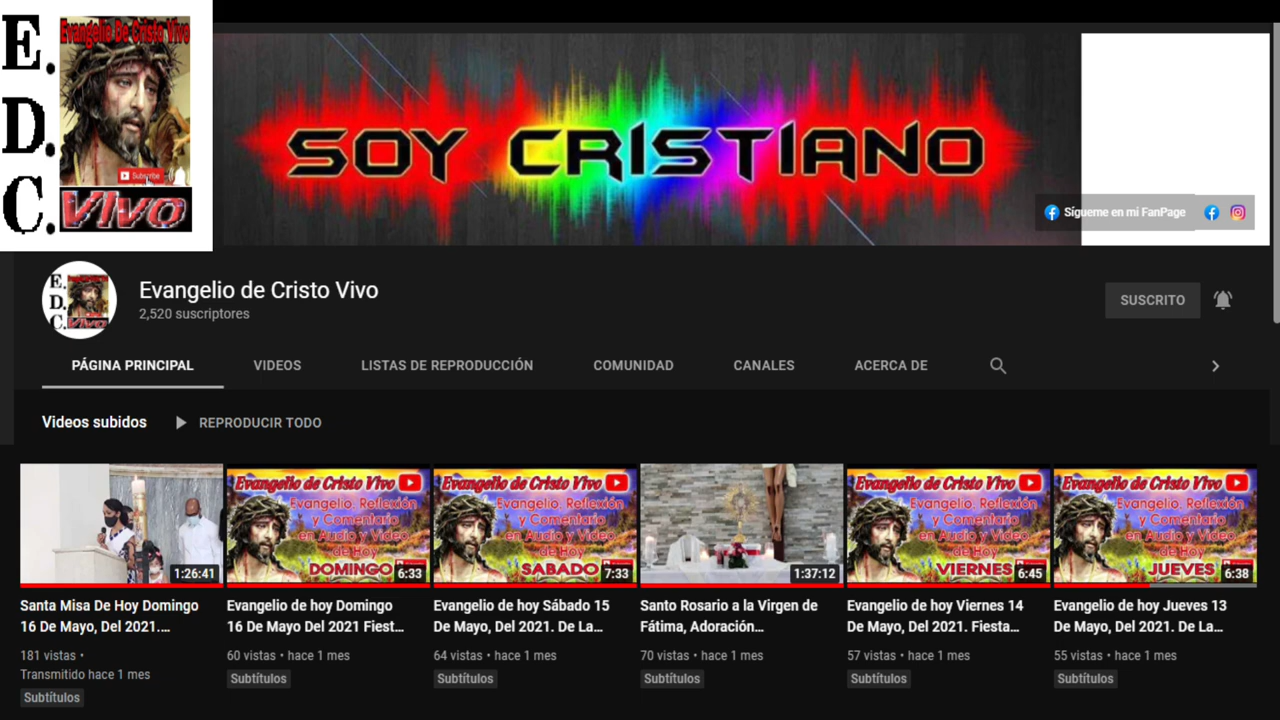 E.
D.
C.
Evangelio De Cristo Vivo
Subscribe
Vivo
SOY CRISTIANO
Sígueme en mi FanPage
E.
D.
C.
Vivo
Evangelio de Cristo Vivo
2,520 suscriptores
SUSCRITO
PÁGINA PRINCIPAL
VIDEOS
LISTAS DE REPRODUCCIÓN
COMUNIDAD
CANALES
ACERCA DE
Videos subidos
REPRODUCIR TODO
1:26:41
Santa Misa De Hoy Domingo
16 De Mayo, Del 2021....
181 vistas •
Transmitido hace 1 mes
Subtítulos
Evangelio de Cristo Vivo
Evangelio, Reflexión
y Comentario
en Audio y Video
de Hoy
DOMINGO
6:33
Evangelio de hoy Domingo
16 De Mayo Del 2021 Fiest...
60 vistas • hace 1 mes
Subtítulos
Evangelio de Cristo Vivo
Evangelio, Reflexión
y Comentario
en Audio y Video
de Hoy
SABADO
7:33
Evangelio de hoy Sábado 15
De Mayo, Del 2021. De La...
64 vistas • hace 1 mes
Subtítulos
1:37:12
Santo Rosario a la Virgen de
Fátima, Adoración...
70 vistas • hace 1 mes
Subtítulos
Evangelio de Cristo Vivo
Evangelio, Reflexión
y Comentario
en Audio y Video
de Hoy
VIERNES
6:45
Evangelio de hoy Viernes 14
De Mayo, Del 2021. Fiesta...
57 vistas • hace 1 mes
Subtítulos
Evangelio de Cristo Vivo
Evangelio, Reflexión
y Comentario
en Audio y Video
de Hoy
JUEVES
6:38
Evangelio de hoy Jueves 13
De Mayo, Del 2021. De La...
55 vistas • hace 1 mes
Subtítulos